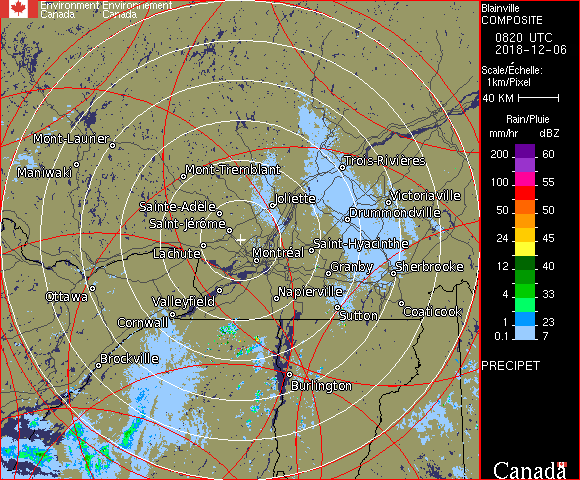 Environment Environnement
Canada Canada
Blainville
COMPOSITE
0820 UTC
2018-12-06
Scale/Échelle:
1km/Pixel
40 KM
Rain/Pluie
mm/hr dBZ
200 60
100 55
50 50
24 45
12 40
4 33
1 23
0.1 7
PRECIPET
Canada
Mont-Laurier
Maniwaki
Mont-Tremblant
Trois-Rivières
Joliette
Victoriaville
Sainte-Adèle
Drummondville
Saint-Jérôme
Saint-Hyacinthe
Lachute
Montréal
Granby
Sherbrooke
Ottawa
Valleyfield
Napierville
Coaticook
Cornwall
Sutton
Brockville
Burlington